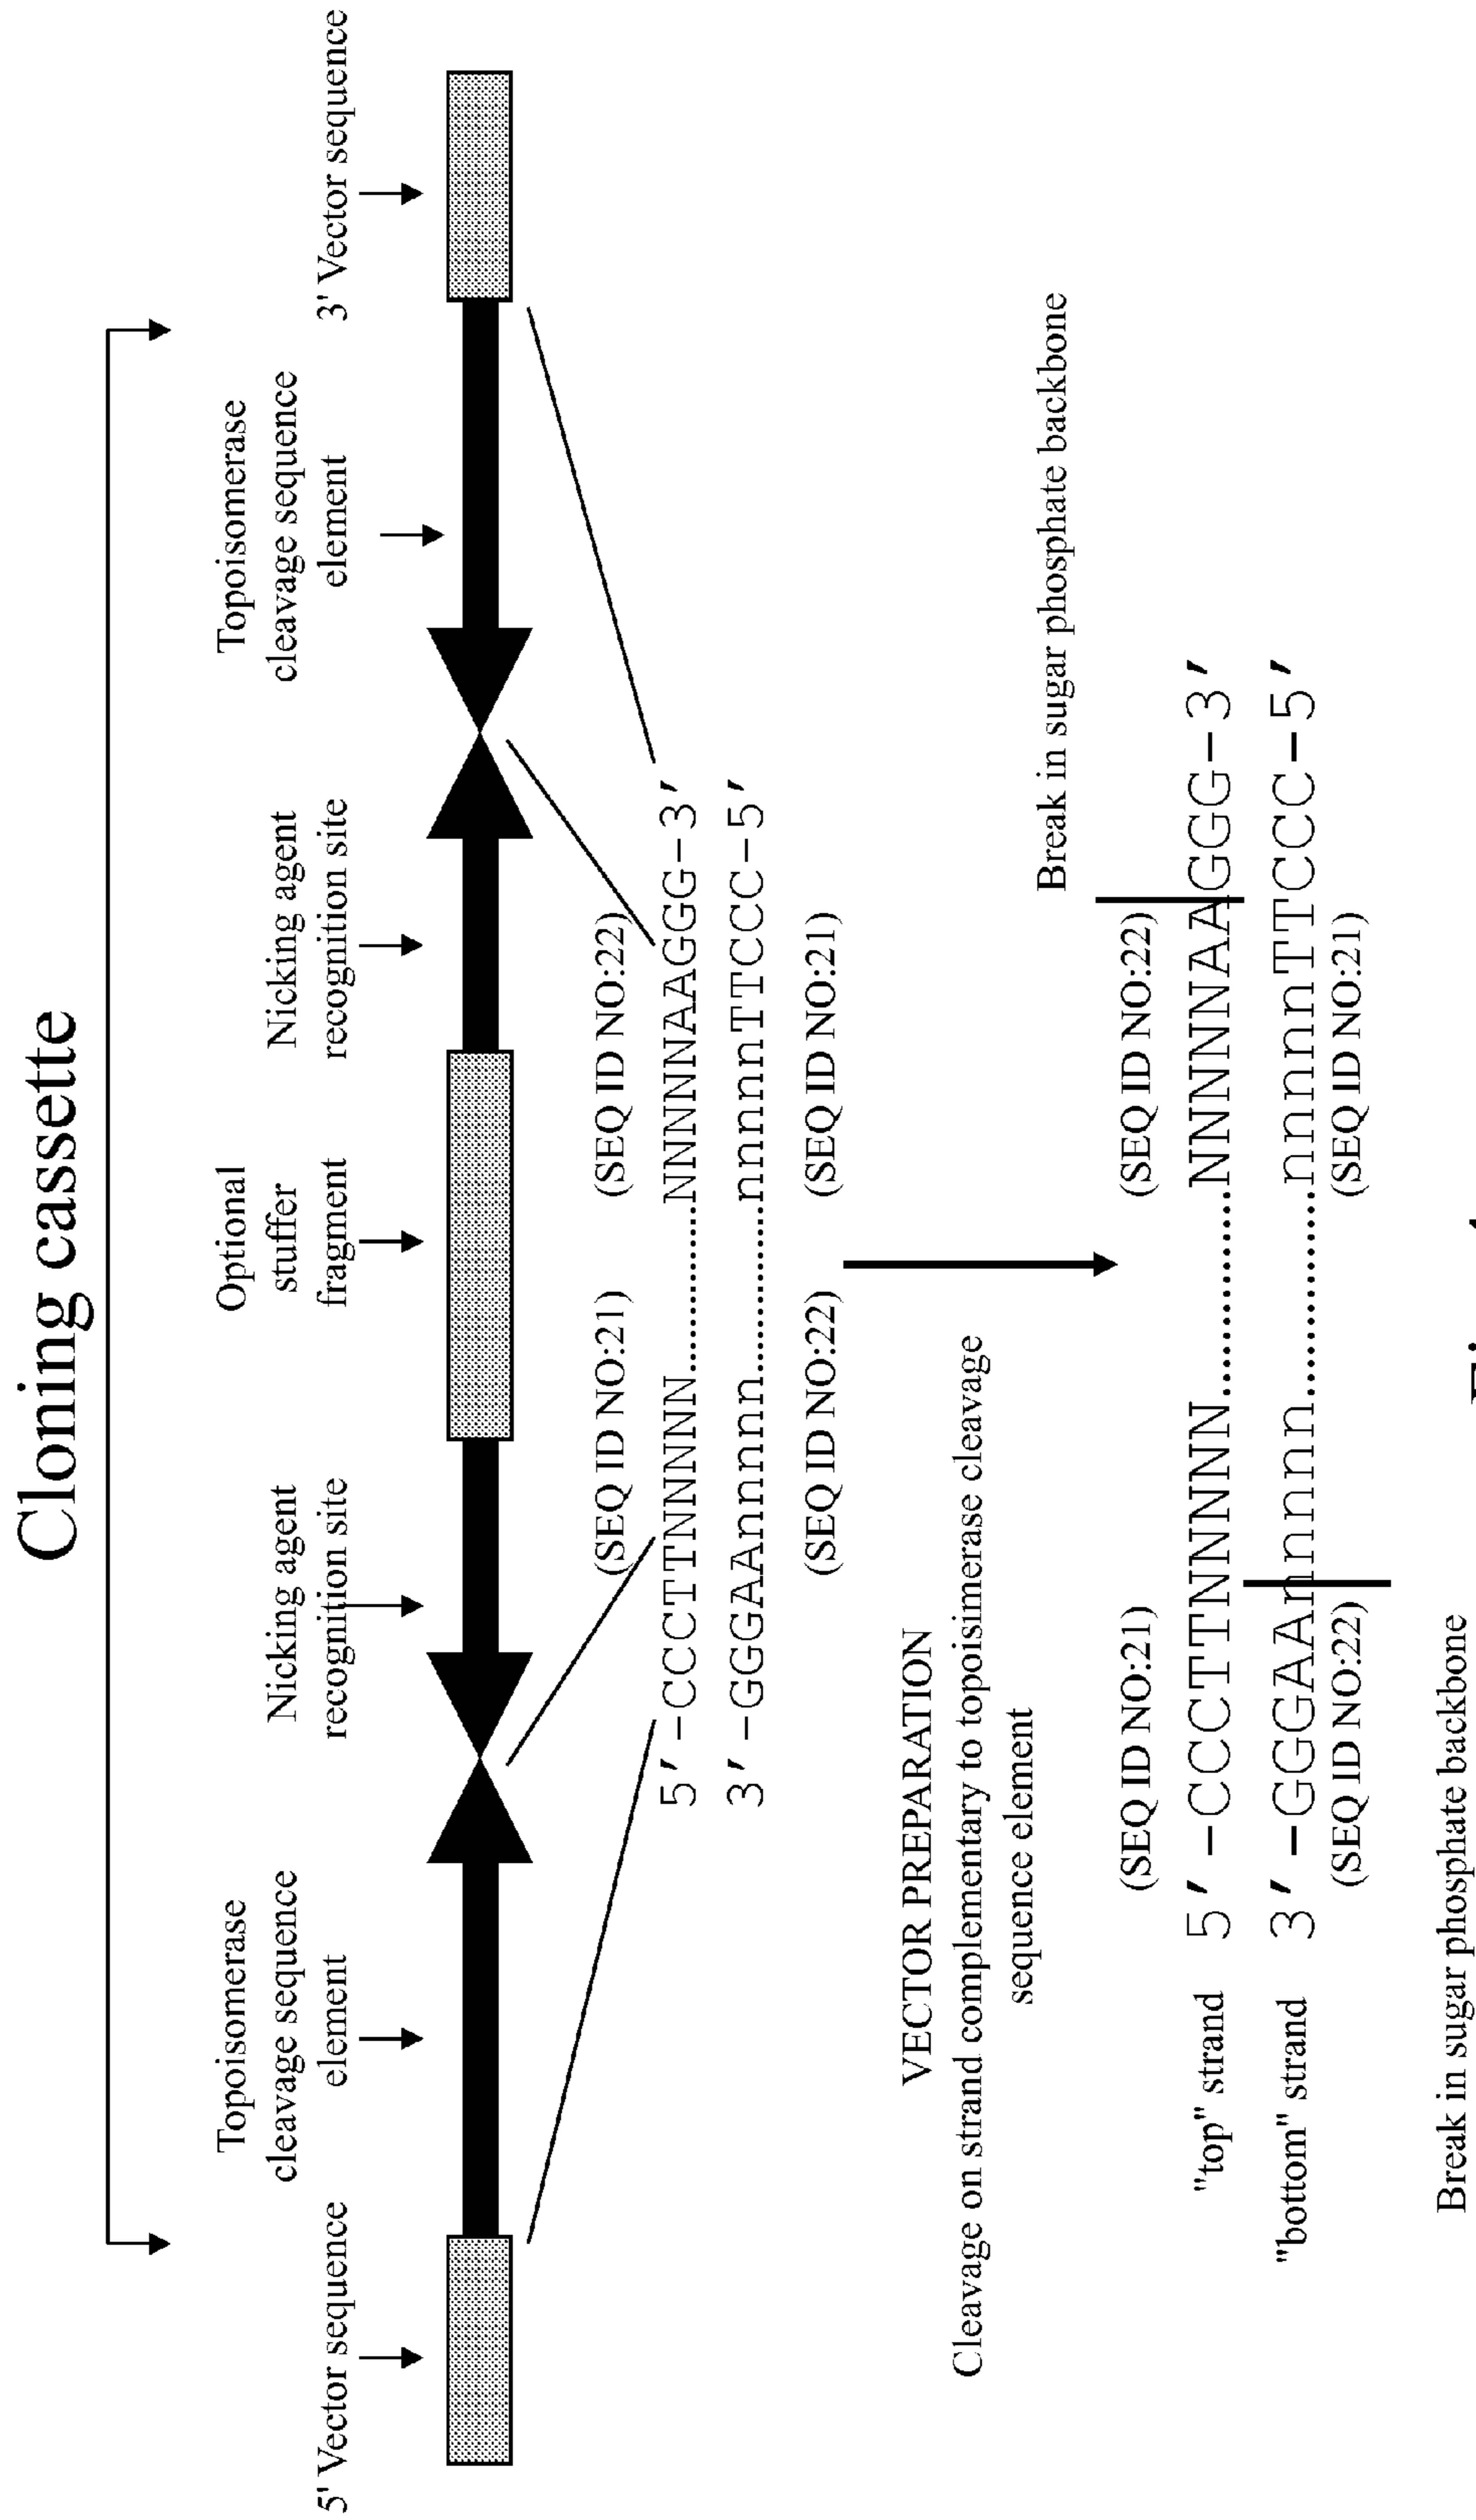 Cloning cassette
5' Vector sequence
Topoisomerase
cleavage sequence
element
Nicking agent
recognition site
Optional
stuffer
fragment
Nicking agent
recognition site
Topoisomerase
cleavage sequence
element
3' Vector sequence
(SEQ ID NO:21) (SEQ ID NO:22)
5'-CCCTTNNNNN..............NNNNNAAGGG-3'
3'-GGGAAnnnnn..............nnnnnTTCCC-5'
(SEQ ID NO:22) (SEQ ID NO:21)
VECTOR PREPARATION
Cleavage on strand complementary to topoisimerase cleavage
sequence element
Break in sugar phosphate backbone
(SEQ ID NO:21) (SEQ ID NO:22)
"top" strand 5'-CCCTTNNNNN..............NNNNNAAGGG-3'
"bottom" strand 3'-GGGAAnnnnn..............nnnnnTTCCC-5'
(SEQ ID NO:22) (SEQ ID NO:21)
Break in sugar phosphate backbone